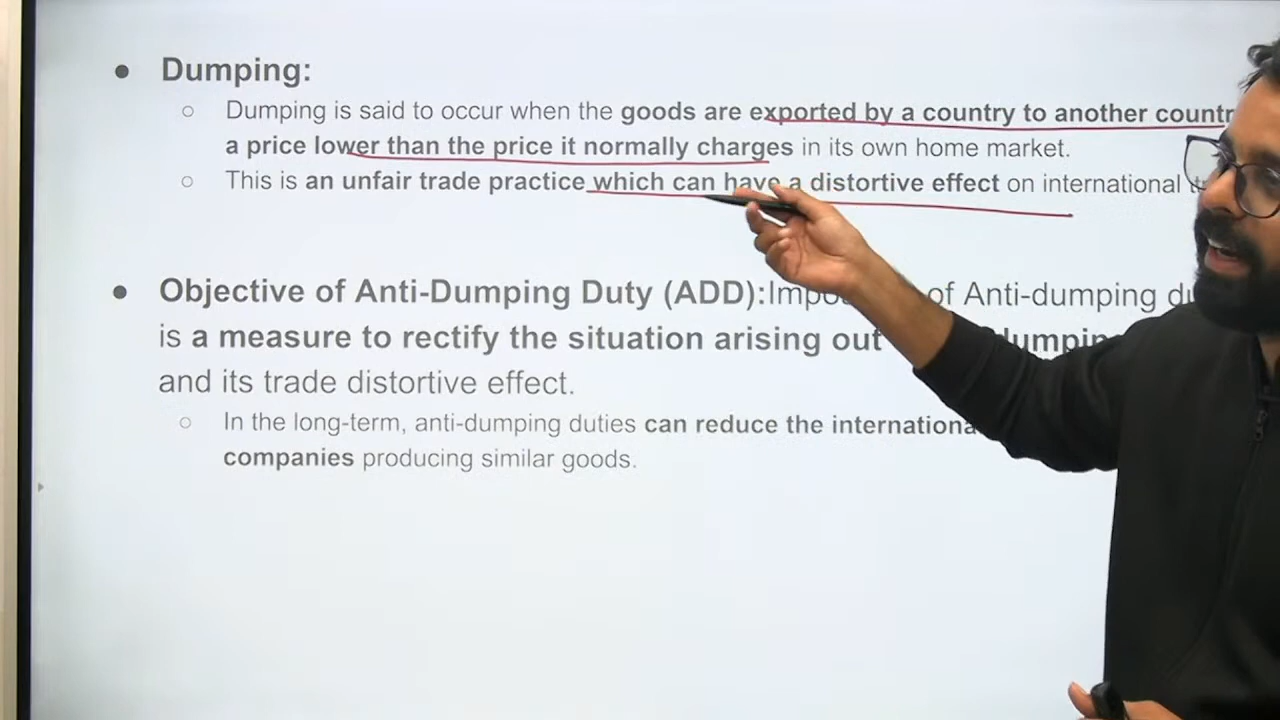 ● Dumping:
○ Dumping is said to occur when the goods are exported by a country to another
a price lower than the price it normally charges in its own home market.
○ This is an unfair trade practice which can have a distortive effect on international
● Objective of Anti-Dumping Duty (ADD): of Anti-dumping
is a measure to rectify the situation arising out
and its trade distortive effect.
○ In the long-term, anti-dumping duties can reduce the
companies producing similar goods.